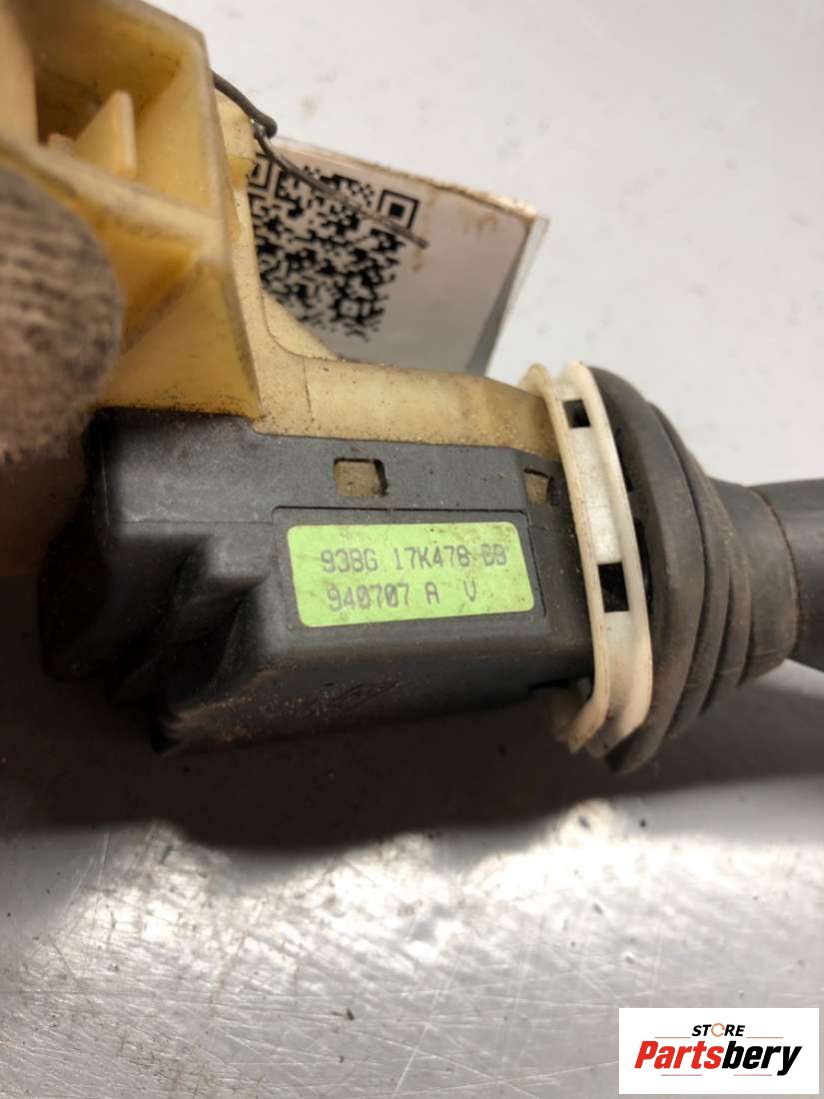 93BG 17K478 BB
940707 A V
STORE
Partsbery